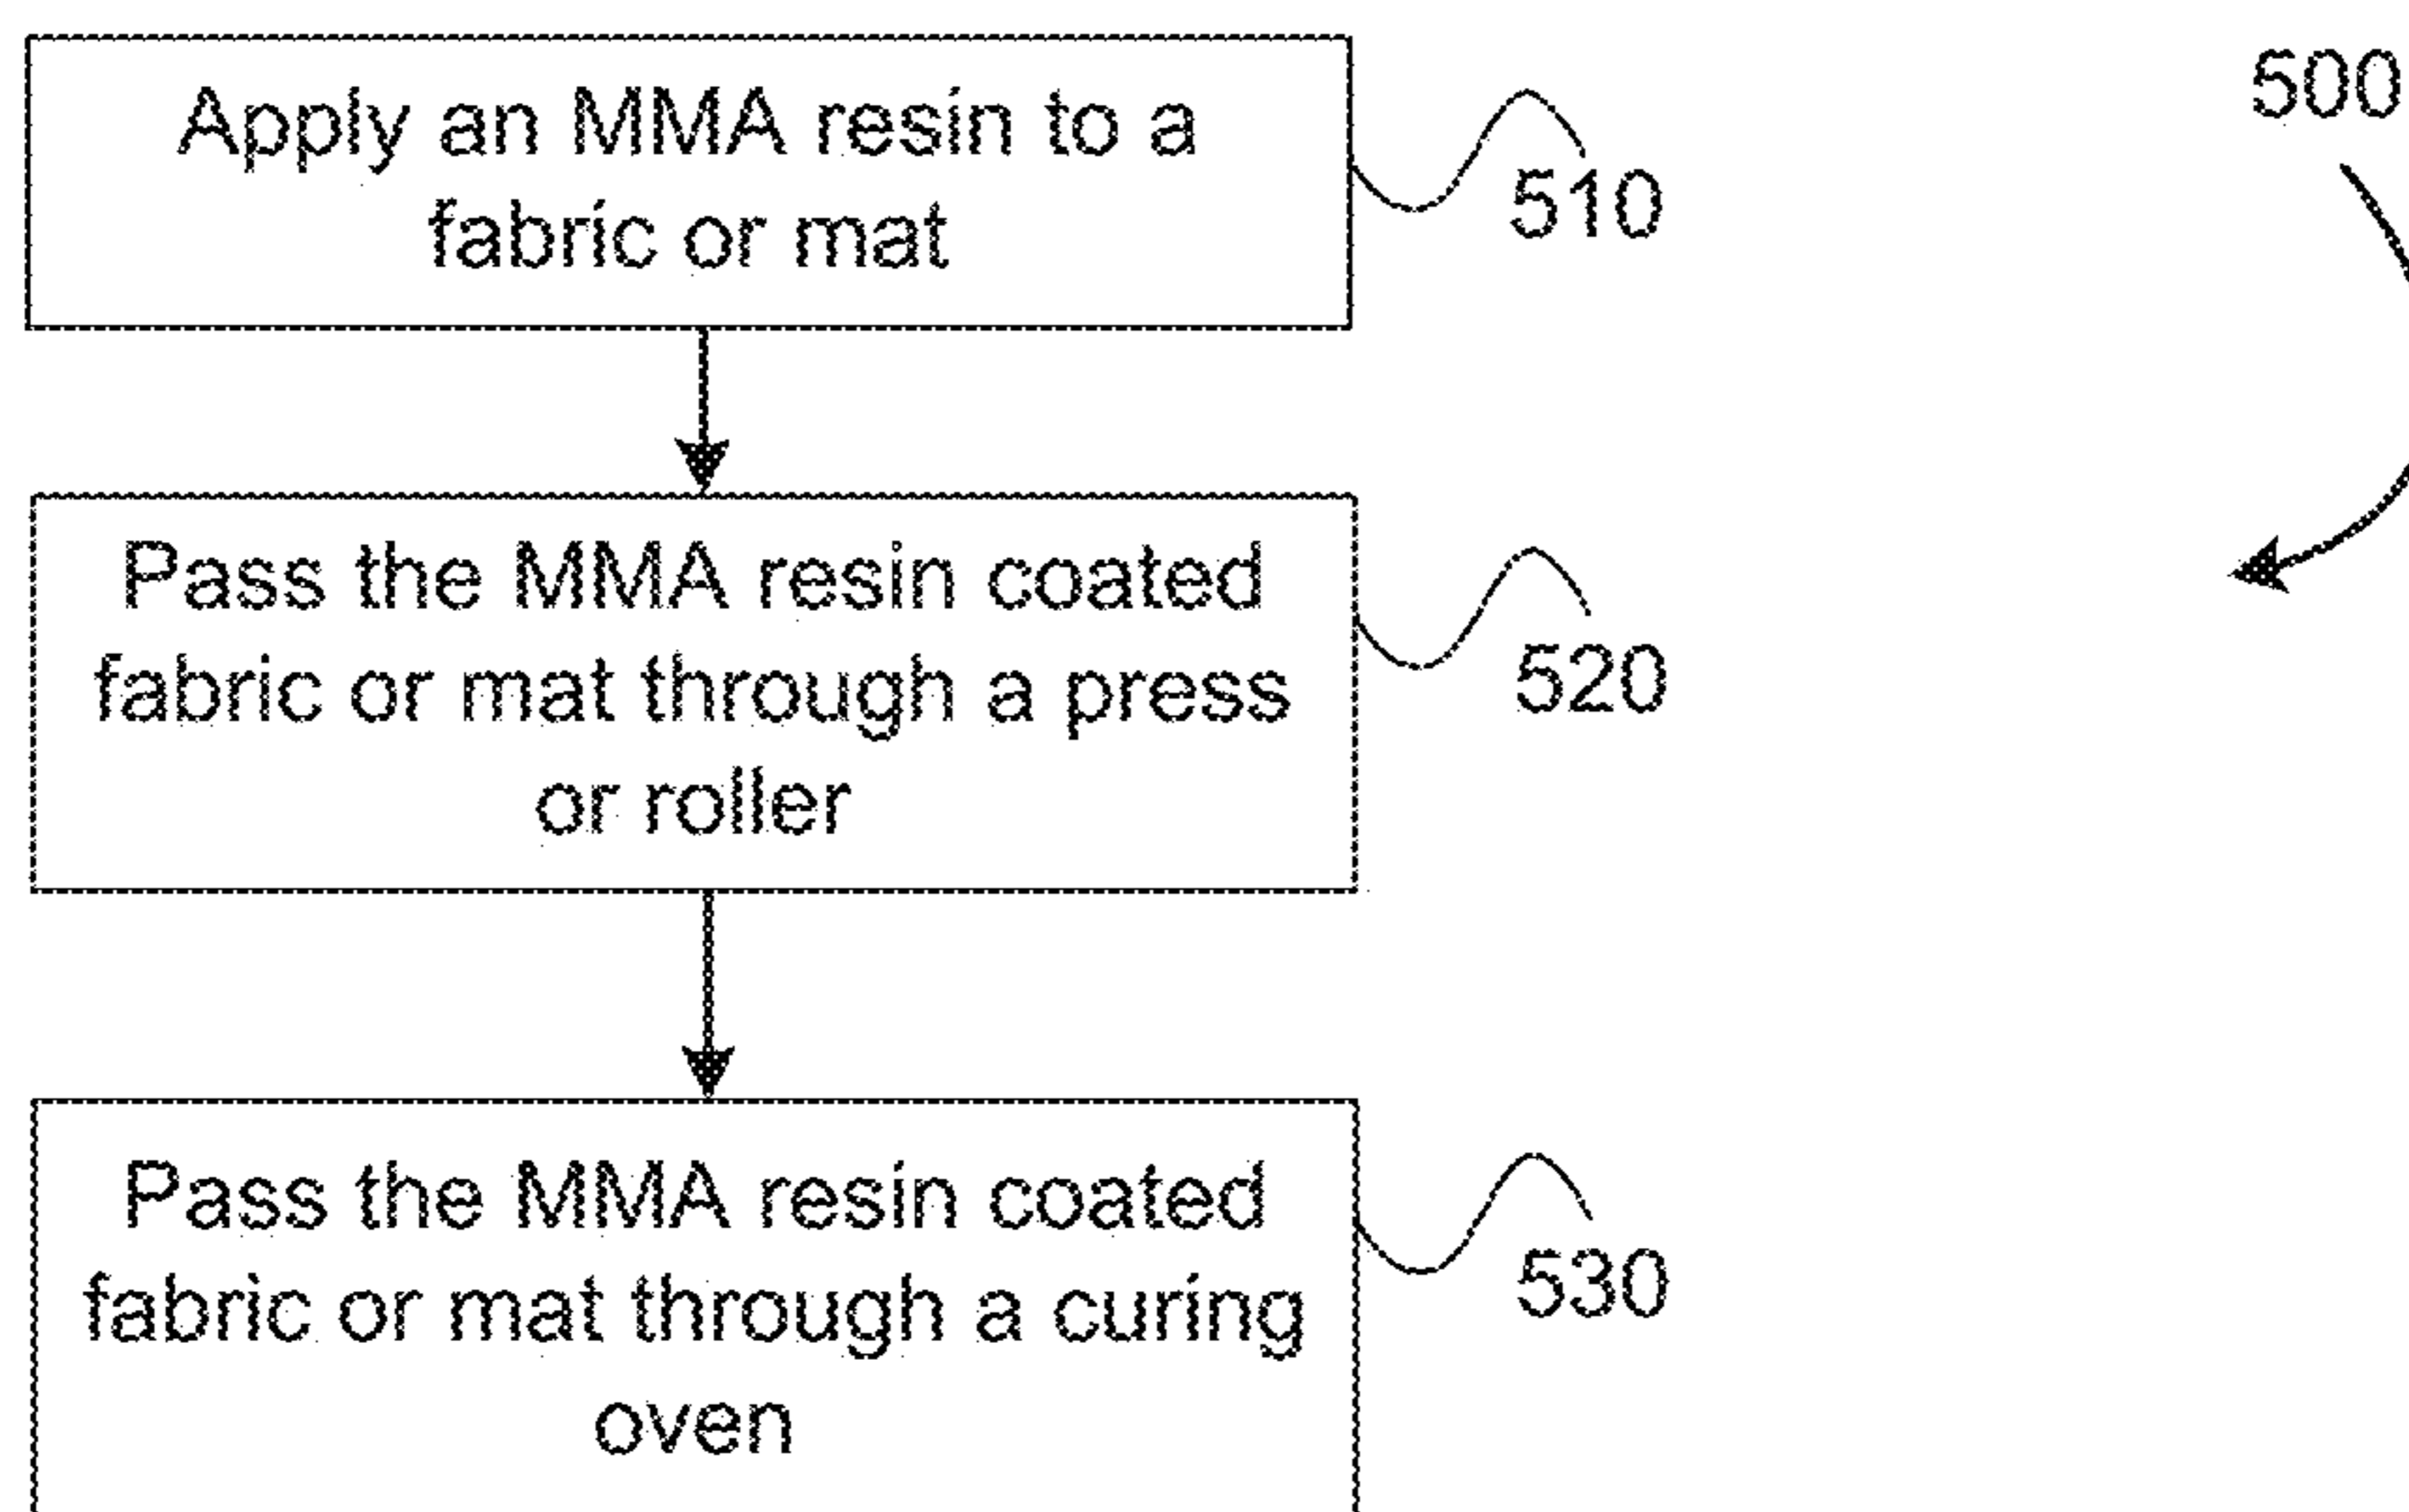 Apply an MMA resin to a
fabric or mat
510
500
Pass the MMA resin coated
fabric or mat through a press
or roller
520
Pass the MMA resin coated
fabric or mat through a curing
oven
530